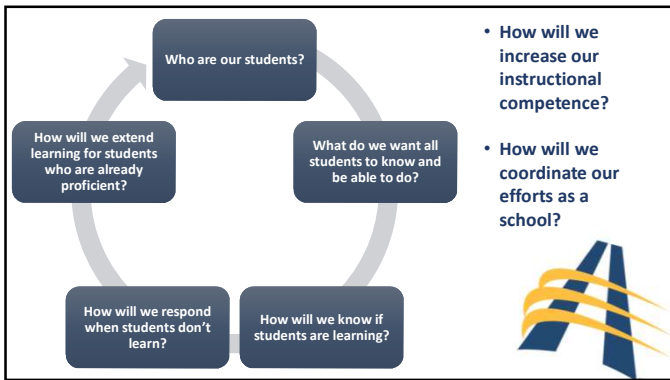 Who are our students?
What do we want all
students to know and
be able to do?
How will we know if
students are learning?
How will we respond
when students don't
learn?
How will we extend
learning for students
who are already
proficient?
• How will we
increase our
instructional
competence?
• How will we
coordinate our
efforts as a
school?